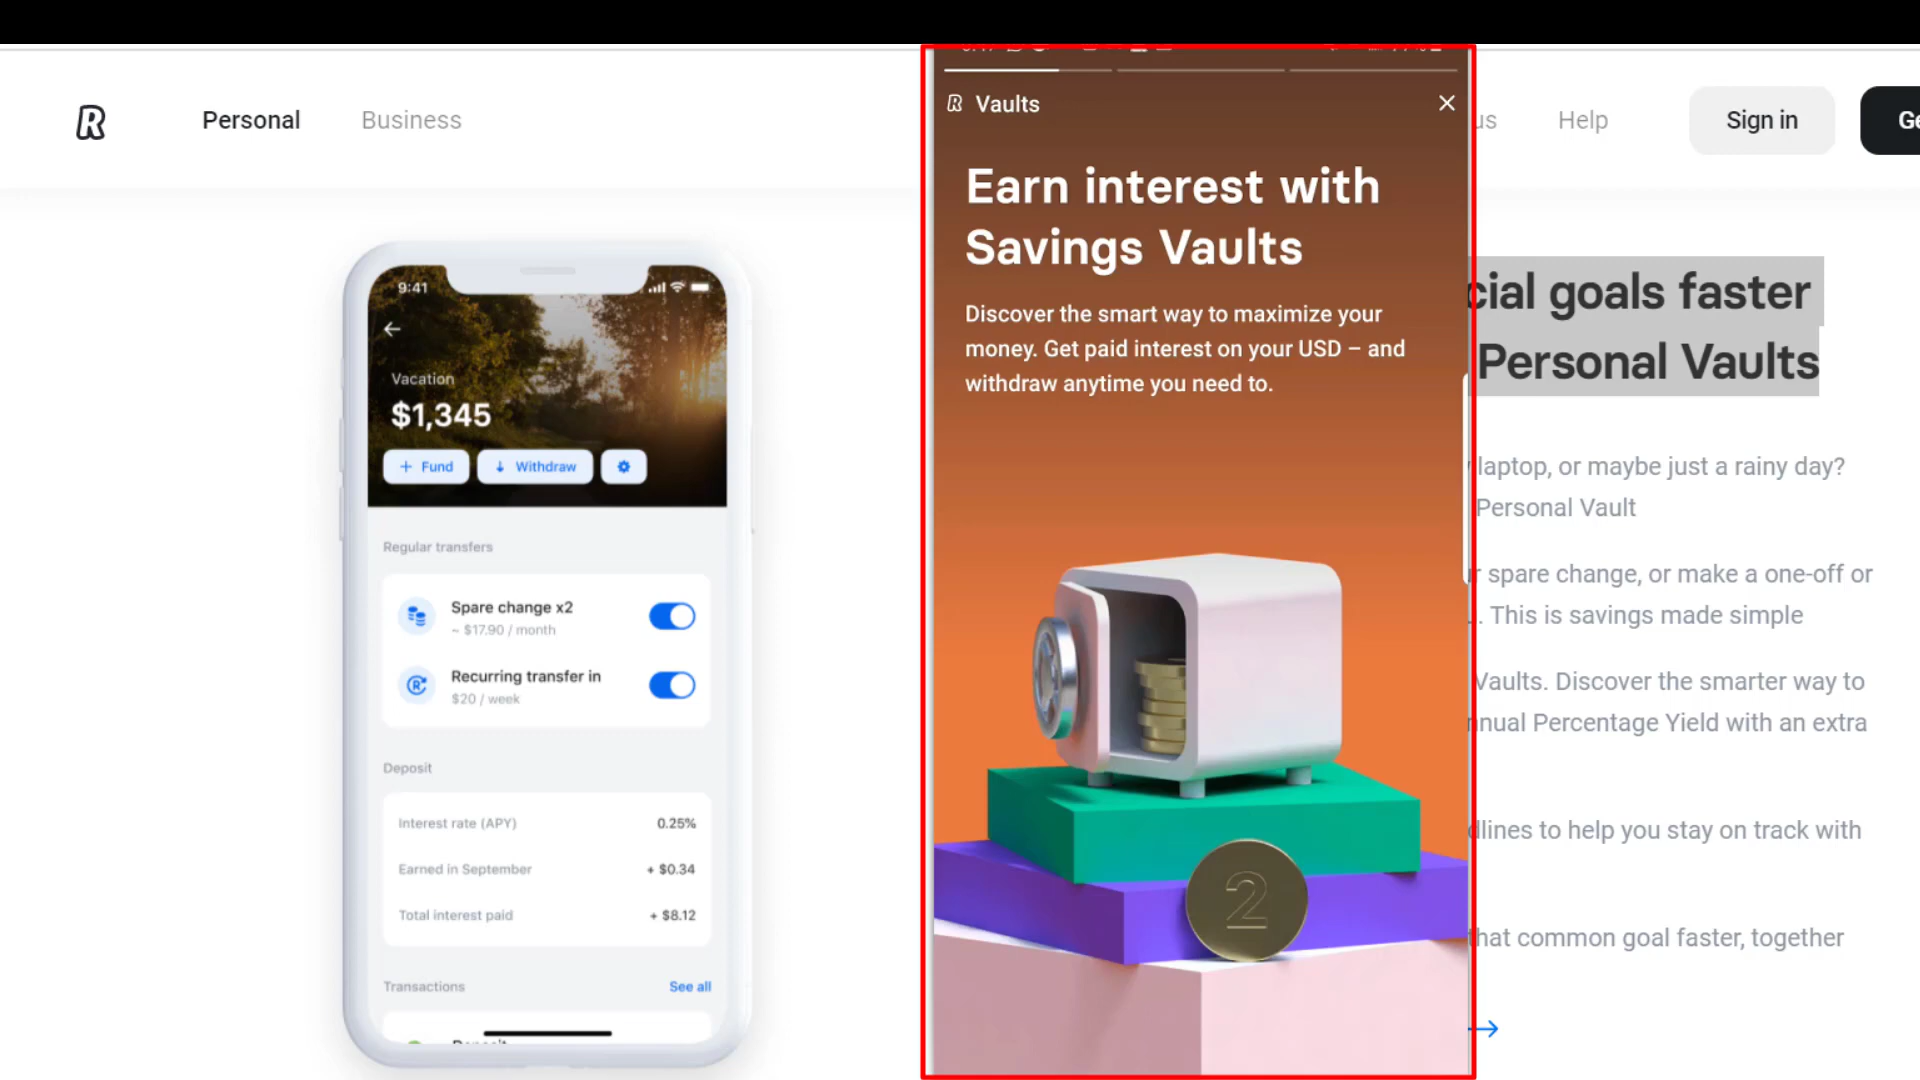 R
Personal
Business
us
Help
Sign in
Ge
9:41
Vacation
$1,345
+ Fund
Withdraw
Regular transfers
Spare change x2
~ $17.90 / month
Recurring transfer in
$20 / week
Deposit
Interest rate (APY) 0.25%
Earned in September + $0.34
Total interest paid + $8.12
Transactions See all
Deposit
R Vaults
Earn interest with
Savings Vaults
Discover the smart way to maximize your
money. Get paid interest on your USD – and
withdraw anytime you need to.
2
cial goals faster
Personal Vaults
laptop, or maybe just a rainy day?
Personal Vault
r spare change, or make a one-off or
. This is savings made simple
Vaults. Discover the smarter way to
nnual Percentage Yield with an extra
dlines to help you stay on track with
that common goal faster, together